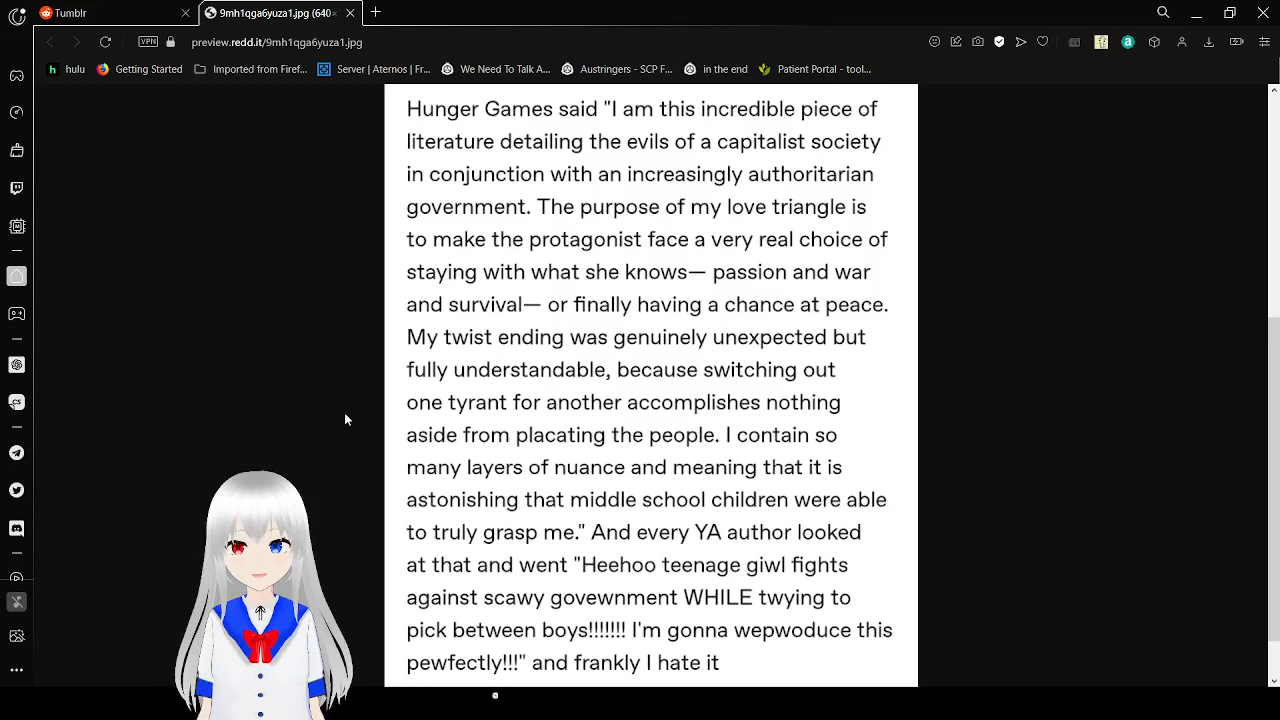 Tumblr
9mh1qga6yuza1.jpg (640×
VPN
preview.redd.it/9mh1qga6yuza1.jpg
h hulu
Getting Started
Imported from Firef...
Server | Aternos | Fr...
We Need To Talk A...
Austringers - SCP F...
in the end
Patient Portal - tool...
Hunger Games said "I am this incredible piece of
literature detailing the evils of a capitalist society
in conjunction with an increasingly authoritarian
government. The purpose of my love triangle is
to make the protagonist face a very real choice of
staying with what she knows— passion and war
and survival— or finally having a chance at peace.
My twist ending was genuinely unexpected but
fully understandable, because switching out
one tyrant for another accomplishes nothing
aside from placating the people. I contain so
many layers of nuance and meaning that it is
astonishing that middle school children were able
to truly grasp me." And every YA author looked
at that and went "Heehoo teenage giwl fights
against scawy govewnment WHILE twying to
pick between boys!!!!!!! I'm gonna wepwoduce this
pewfectly!!!" and frankly I hate it